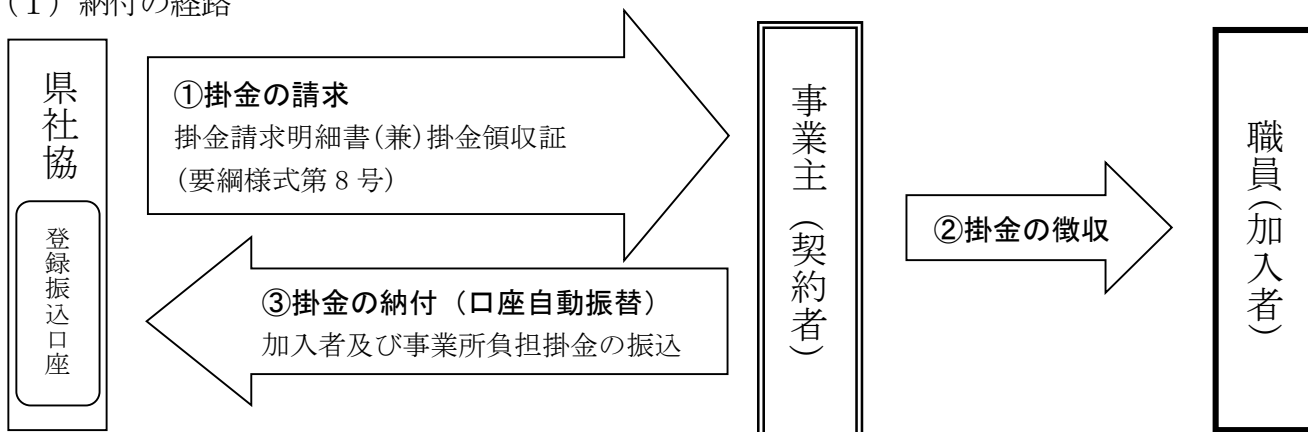 （１）納付の経路
県社協
登録振込口座
①掛金の請求
掛金請求明細書(兼)掛金領収証
(要綱様式第８号)
③掛金の納付（口座自動振替）
加入者及び事業所負担掛金の振込
事業主（契約者）
②掛金の徴収
職員(加入者)